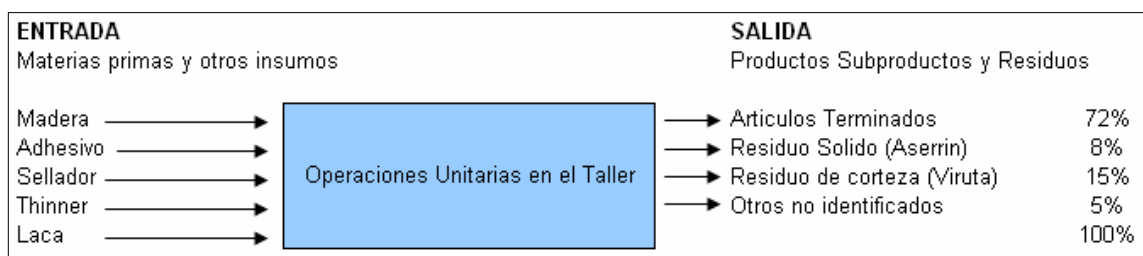 ENTRADA
Materias primas y otros insumos
SALIDA
Productos Subproductos y Residuos
Madera
Adhesivo
Sellador
Thinner
Laca
Operaciones Unitarias en el Taller
Articulos Terminados 72%
Residuo Solido (Aserrin) 8%
Residuo de corteza (Viruta) 15%
Otros no identificados 5%
100%